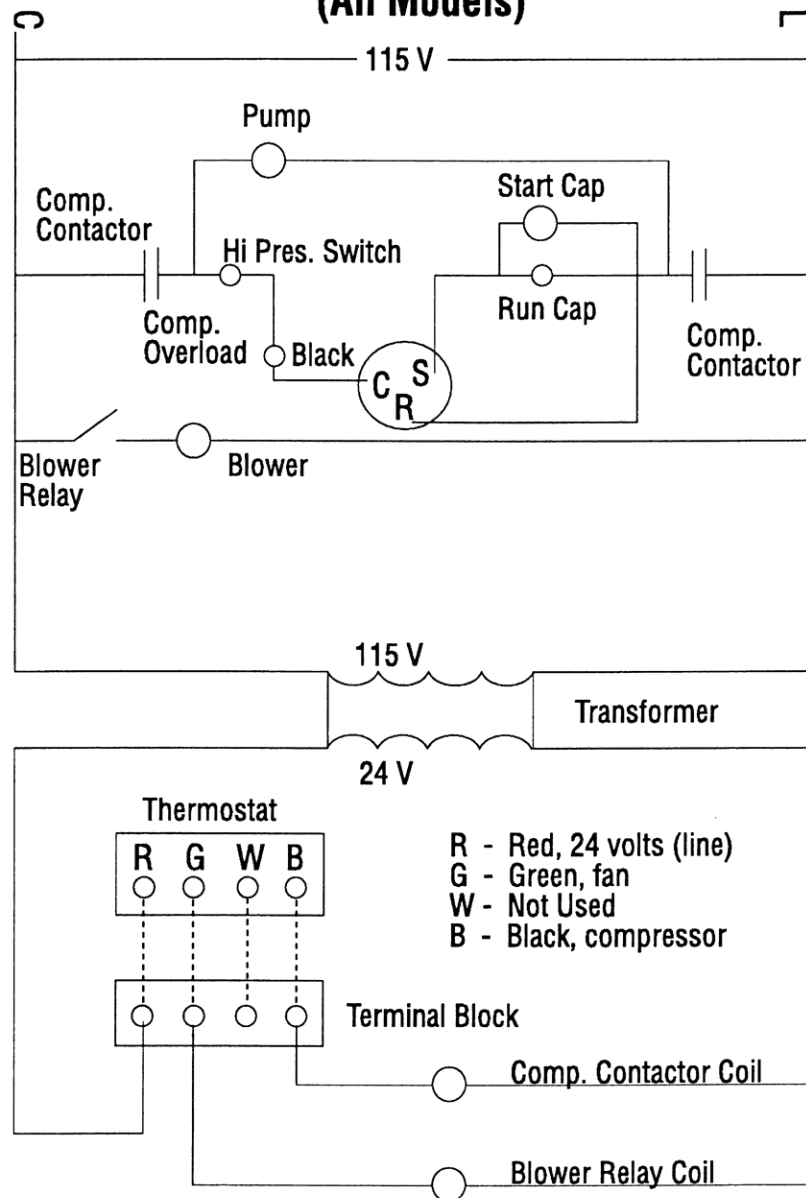 (All Models)
C
L
115 V
Pump
Start Cap
Comp.
Contactor
Hi Pres. Switch
Run Cap
Comp.
Overload
Black
Comp.
Contactor
C S
R
Blower
Relay
Blower
115 V
Transformer
24 V
Thermostat
R G W B
R - Red, 24 volts (line)
G - Green, fan
W - Not Used
B - Black, compressor
Terminal Block
Comp. Contactor Coil
Blower Relay Coil